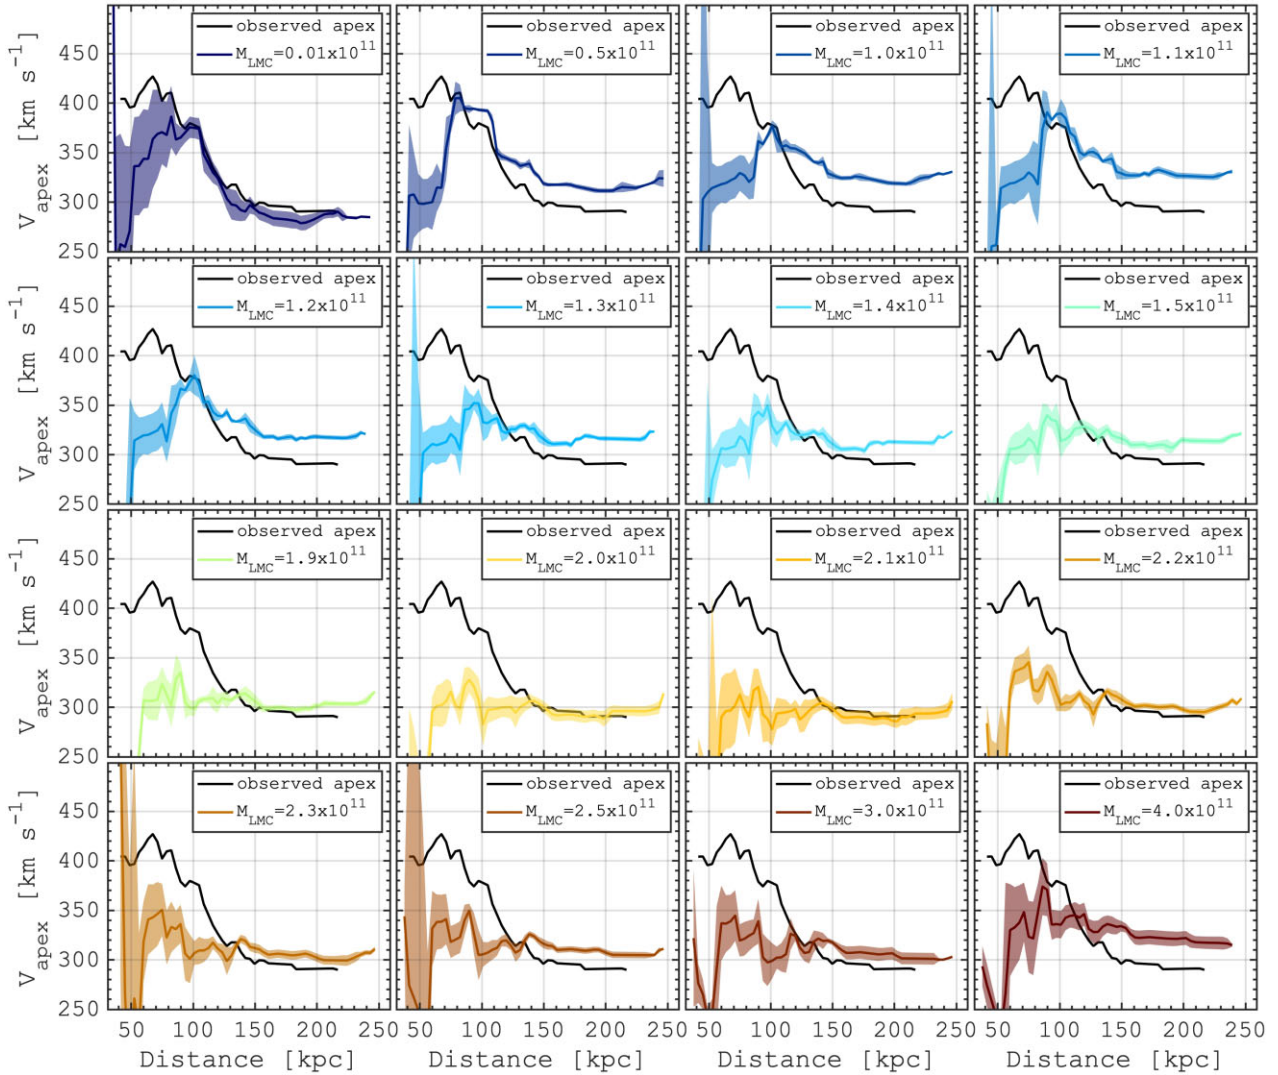 observed apex
M_LMC=0.01x10^11
observed apex
M_LMC=0.5x10^11
observed apex
M_LMC=1.0x10^11
observed apex
M_LMC=1.1x10^11
V_apex [km s^-1]
450
400
350
300
250
observed apex
M_LMC=1.2x10^11
observed apex
M_LMC=1.3x10^11
observed apex
M_LMC=1.4x10^11
observed apex
M_LMC=1.5x10^11
V_apex [km s^-1]
450
400
350
300
250
observed apex
M_LMC=1.9x10^11
observed apex
M_LMC=2.0x10^11
observed apex
M_LMC=2.1x10^11
observed apex
M_LMC=2.2x10^11
V_apex [km s^-1]
450
400
350
300
250
observed apex
M_LMC=2.3x10^11
observed apex
M_LMC=2.5x10^11
observed apex
M_LMC=3.0x10^11
observed apex
M_LMC=4.0x10^11
V_apex [km s^-1]
450
400
350
300
250
50 100 150 200 250 50 100 150 200 250 50 100 150 200 250 50 100 150 200 250
Distance [kpc] Distance [kpc] Distance [kpc] Distance [kpc]